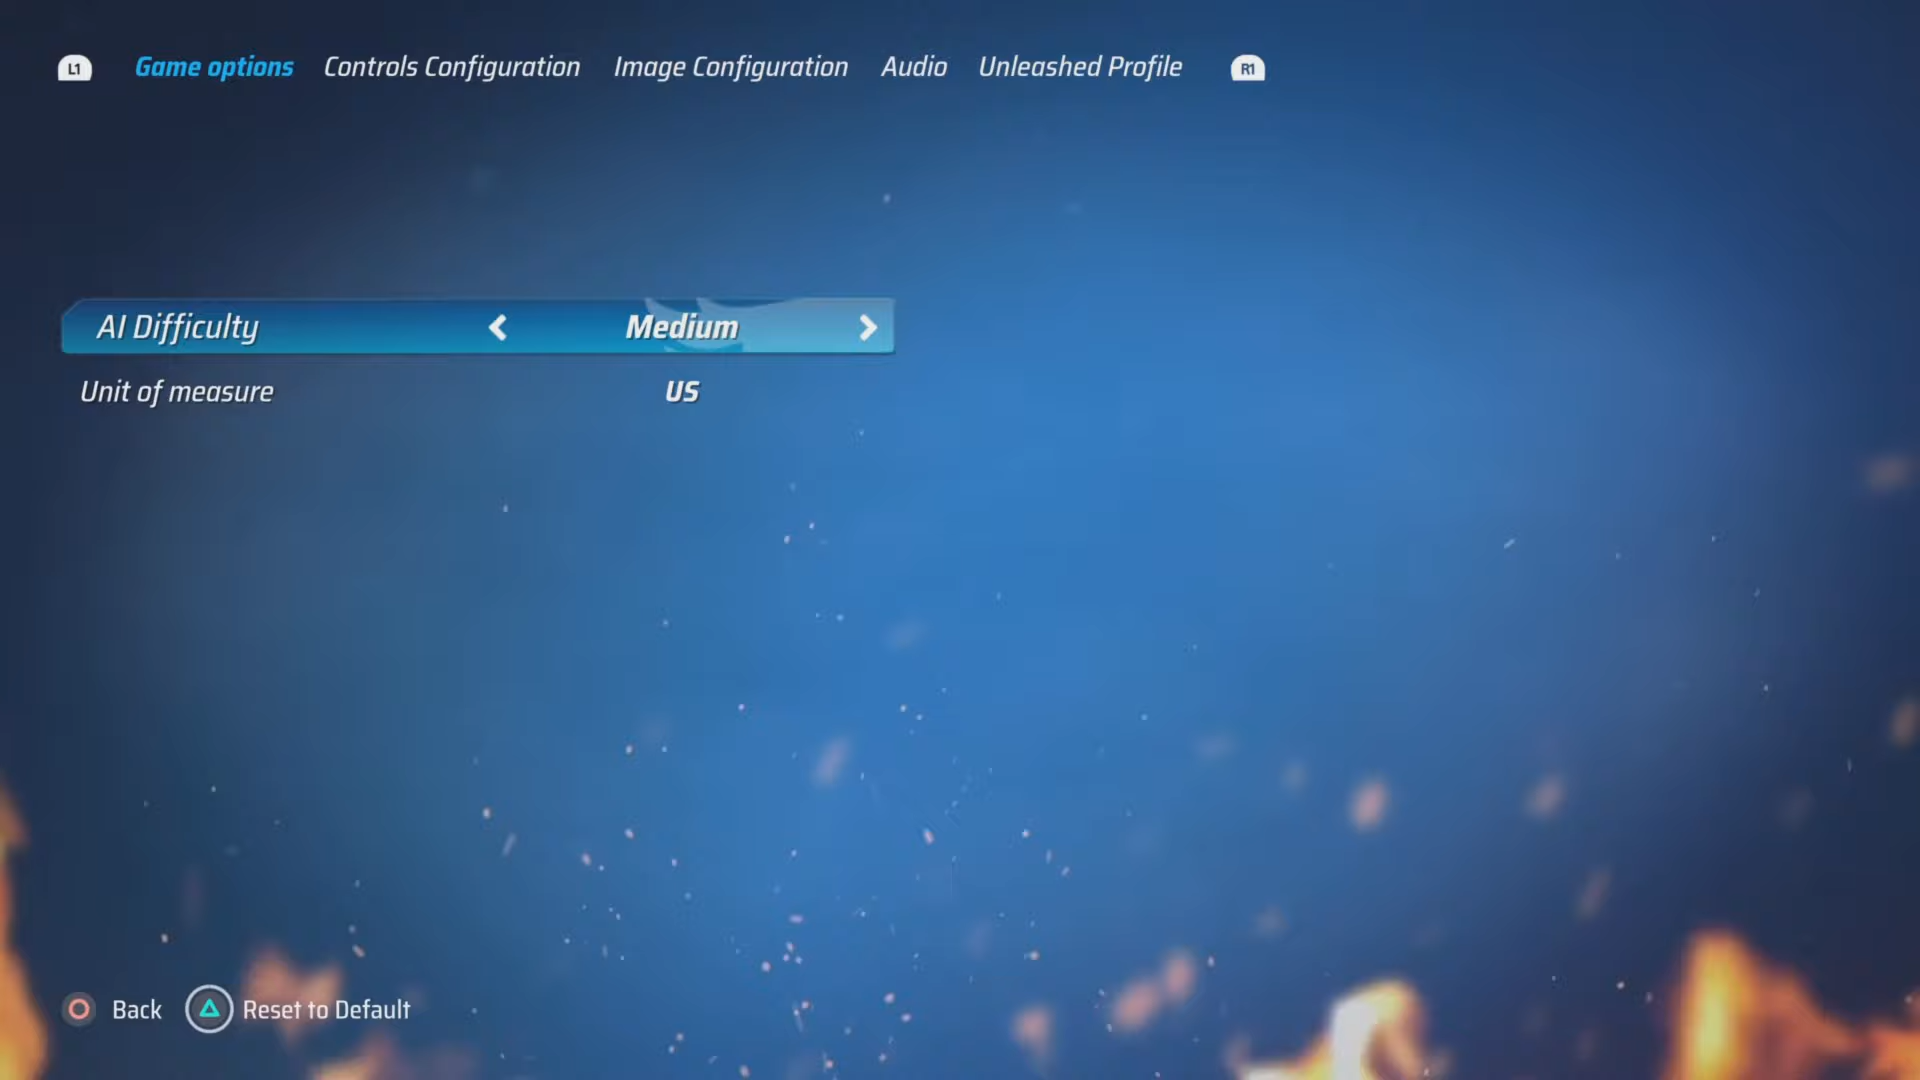 L1 Game options Controls Configuration Image Configuration Audio Unleashed Profile R1
AI Difficulty Medium
Unit of measure US
Back Reset to Default